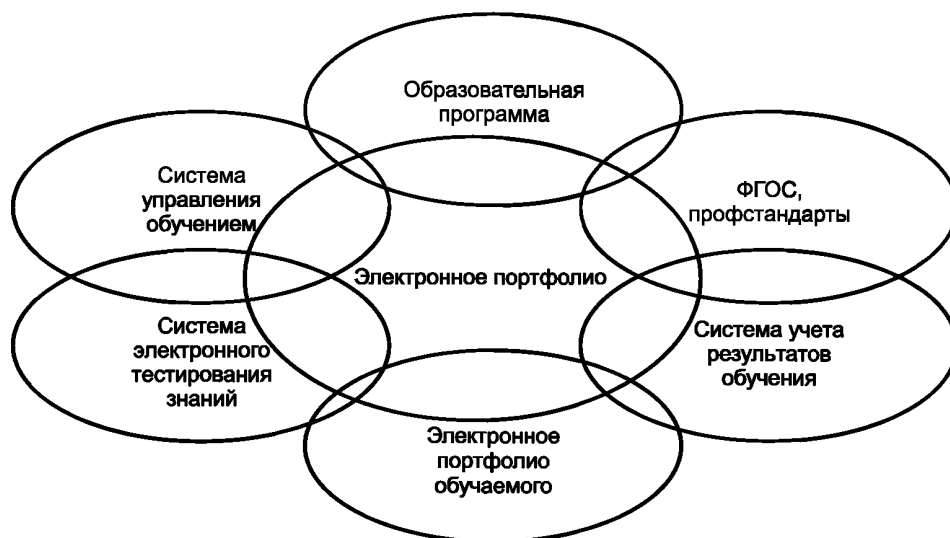 Образовательная
программа
Система
управления
обучением
ФГОС,
профстандарты
Электронное портфолио
Система
электронного
тестирования
знаний
Система учета
результатов
обучения
Электронное
портфолио
обучаемого